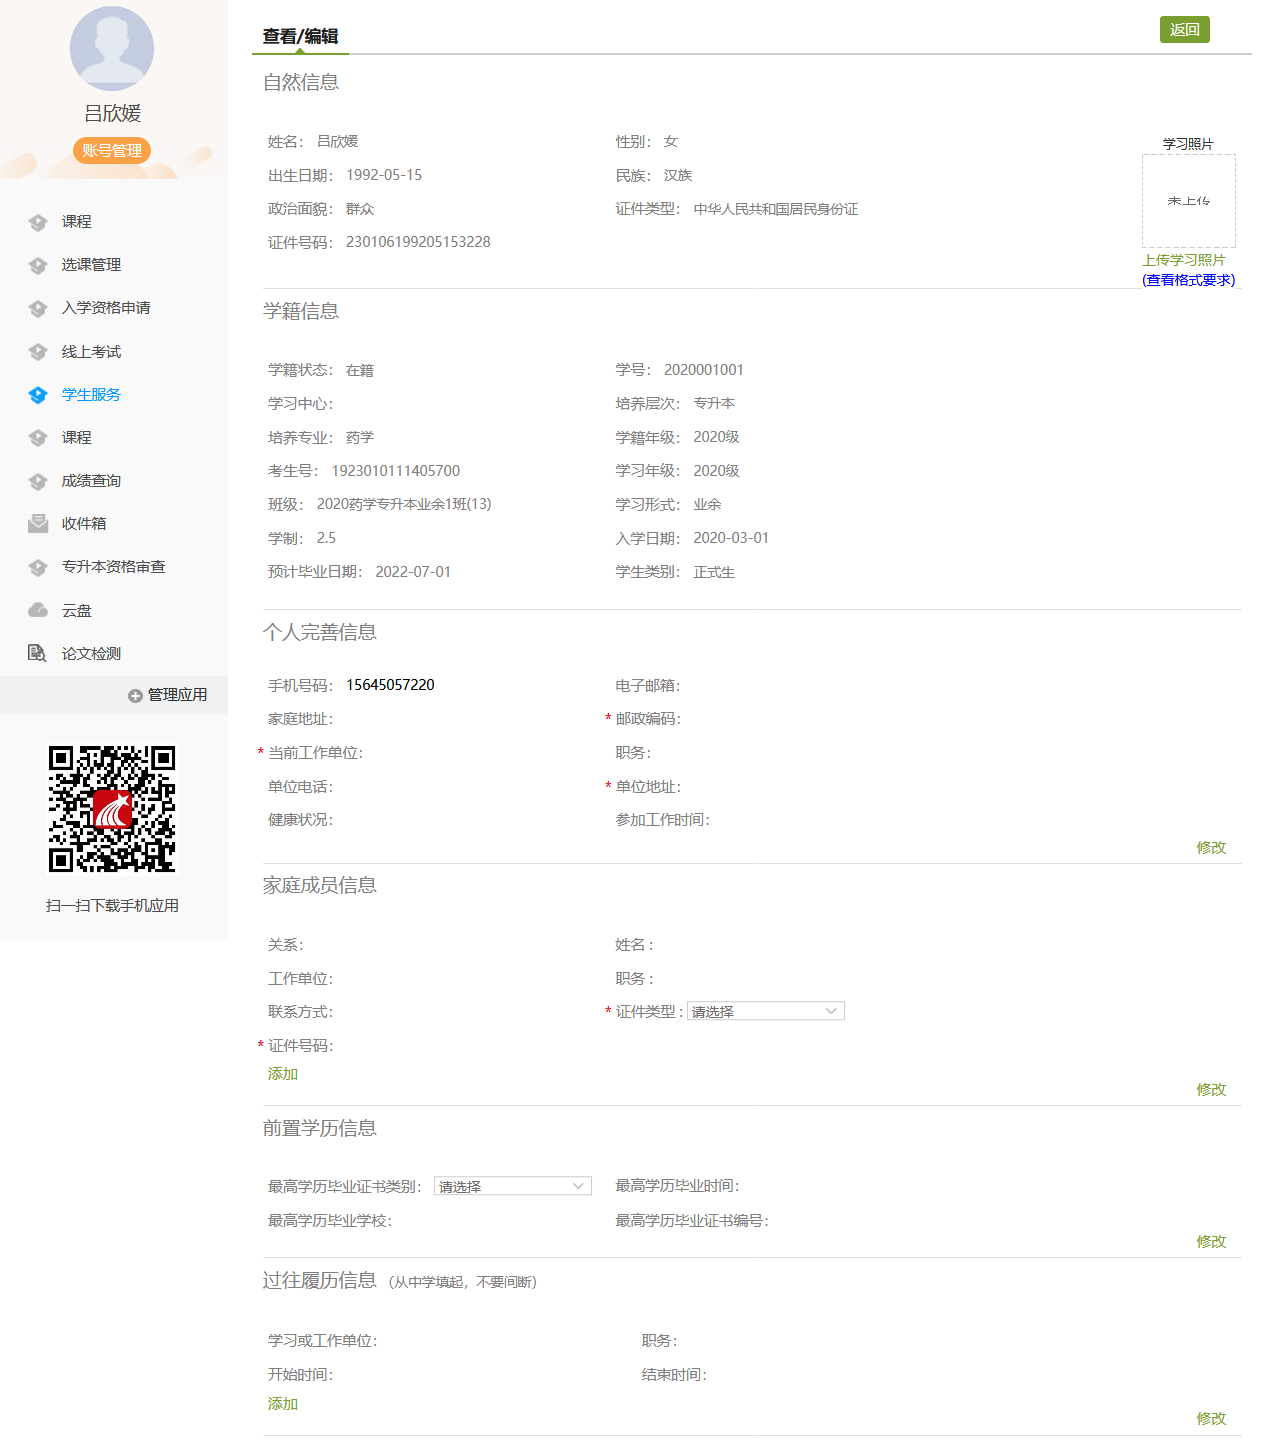 吕欣媛
账号管理
课程
选课管理
入学资格申请
线上考试
学生服务
课程
成绩查询
收件箱
专升本资格审查
云盘
论文检测
管理应用
扫一扫下载手机应用
查看/编辑
返回
自然信息
姓名： 吕欣媛 性别： 女
出生日期： 1992-05-15 民族： 汉族
政治面貌： 群众 证件类型： 中华人民共和国居民身份证
证件号码： 230106199205153228
学习照片
未上传
上传学习照片
(查看格式要求)
学籍信息
学籍状态： 在籍 学号： 2020001001
学习中心： 培养层次： 专升本
培养专业： 药学 学籍年级： 2020级
考生号： 1923010111405700 学习年级： 2020级
班级： 2020药学专升本业余1班(13) 学习形式： 业余
学制： 2.5 入学日期： 2020-03-01
预计毕业日期： 2022-07-01 学生类别： 正式生
个人完善信息
手机号码： 15645057220 电子邮箱：
家庭地址： * 邮政编码：
* 当前工作单位： 职务：
单位电话： * 单位地址：
健康状况： 参加工作时间：
修改
家庭成员信息
关系： 姓名 :
工作单位： 职务 :
联系方式： * 证件类型 : 请选择
* 证件号码：
添加
修改
前置学历信息
最高学历毕业证书类别： 请选择 最高学历毕业时间：
最高学历毕业学校： 最高学历毕业证书编号：
修改
过往履历信息 （从中学填起，不要间断）
学习或工作单位： 职务：
开始时间： 结束时间：
添加
修改